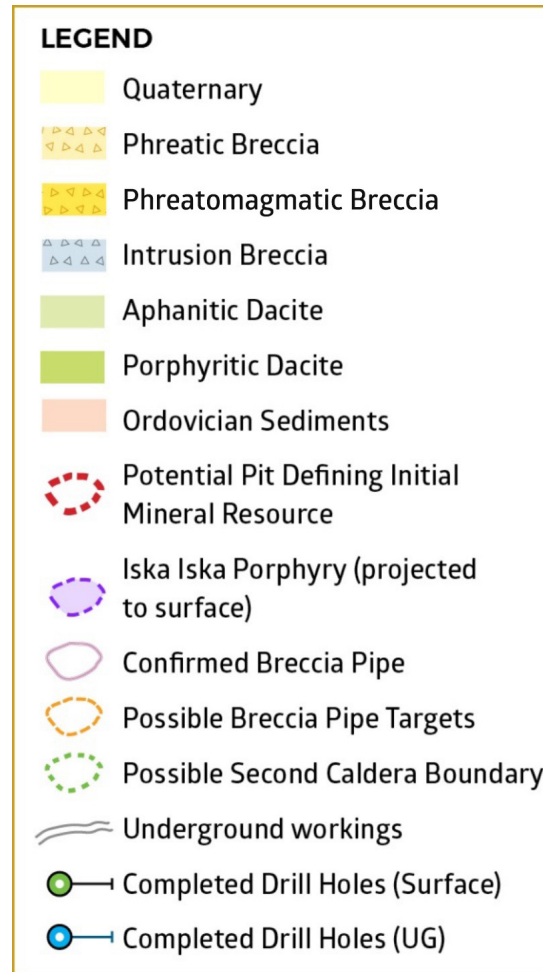 LEGEND
Quaternary
Phreatic Breccia
Phreatomagmatic Breccia
Intrusion Breccia
Aphanitic Dacite
Porphyritic Dacite
Ordovician Sediments
Potential Pit Defining Initial
Mineral Resource
Iska Iska Porphyry (projected
to surface)
Confirmed Breccia Pipe
Possible Breccia Pipe Targets
Possible Second Caldera Boundary
Underground workings
Completed Drill Holes (Surface)
Completed Drill Holes (UG)